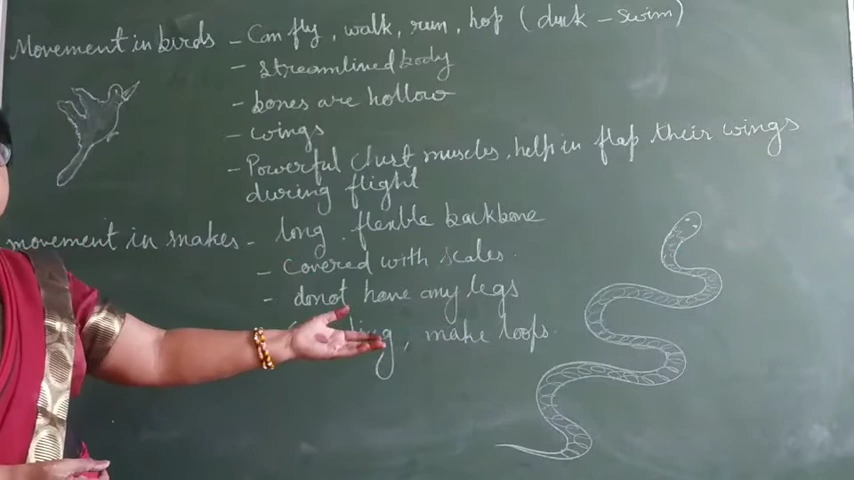 Movement in birds - Can fly, walk, run, hop (duck - swim)
- streamlined body
- bones are hollow
- wings
- Powerful chest muscles, help in flap their wings
during flight
movement in snakes - long flexible backbone
- Covered with scales.
- donot have any legs
, make loops.